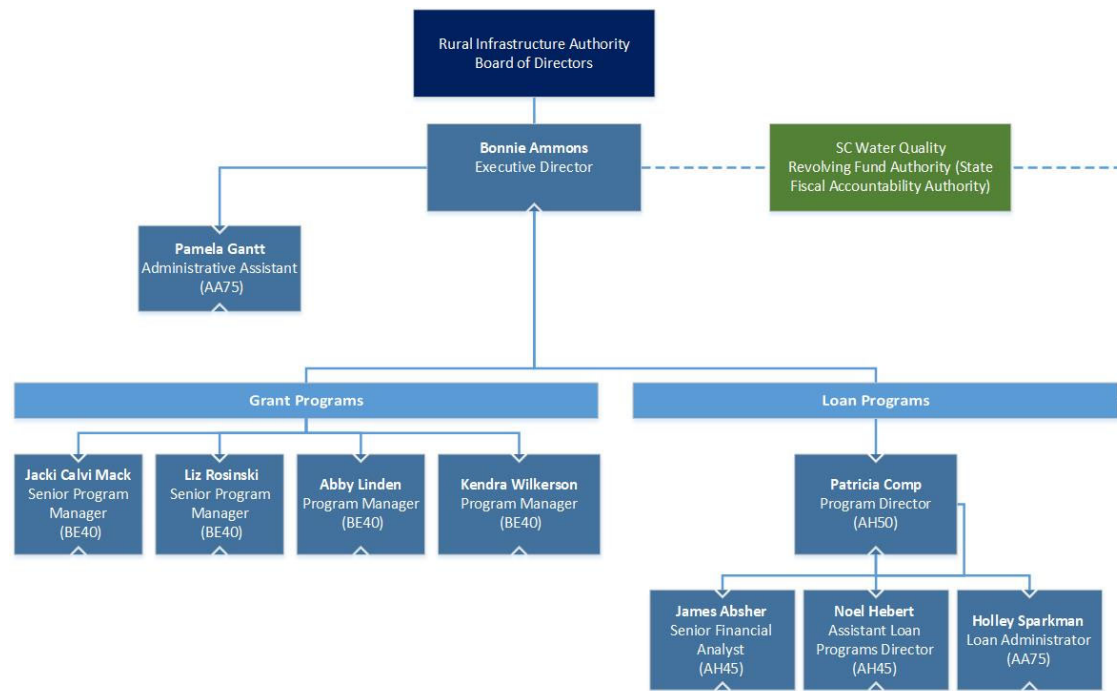 Rural Infrastructure Authority
Board of Directors
Bonnie Ammons
Executive Director
SC Water Quality
Revolving Fund Authority (State
Fiscal Accountability Authority)
Pamela Gantt
Administrative Assistant
(AA75)
Grant Programs
Loan Programs
Jacki Calvi Mack
Senior Program
Manager
(BE40)
Liz Rosinski
Senior Program
Manager
(BE40)
Abby Linden
Program Manager
(BE40)
Kendra Wilkerson
Program Manager
(BE40)
Patricia Comp
Program Director
(AH50)
James Absher
Senior Financial
Analyst
(AH45)
Noel Hebert
Assistant Loan
Programs Director
(AH45)
Holley Sparkman
Loan Administrator
(AA75)